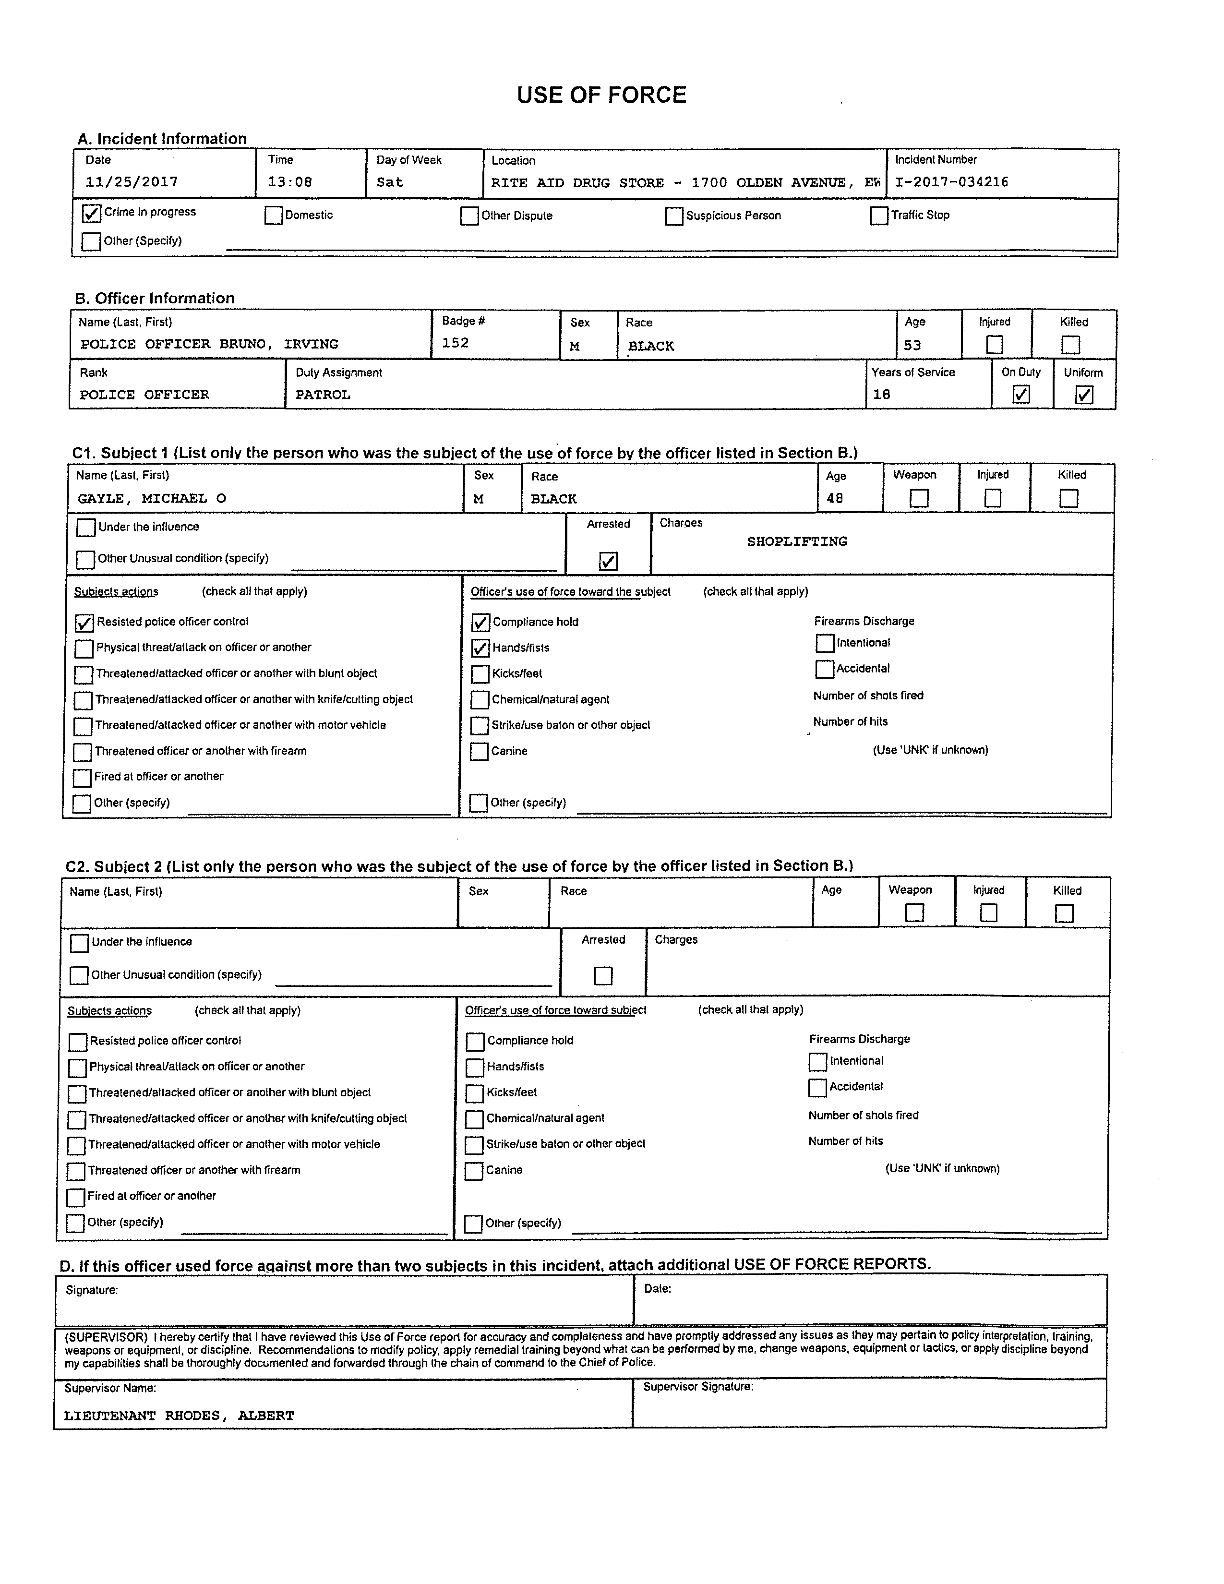 USE OF FORCE
A. Incident Information
Date Time Day of Week Location Incident Number
11/25/2017 13:08 Sat RITE AID DRUG STORE - 1700 OLDEN AVENUE, EW I-2017-034216
Crime in progress Domestic Other Dispute Suspicious Person Traffic Stop
Other (Specify)
B. Officer Information
Name (Last, First) Badge # Sex Race Age Injured Killed
POLICE OFFICER BRUNO, IRVING 152 M BLACK 53
Rank Duty Assignment Years of Service On Duty Uniform
POLICE OFFICER PATROL 18
C1. Subject 1 (List only the person who was the subject of the use of force by the officer listed in Section B.)
Name (Last, First) Sex Race Age Weapon Injured Killed
GAYLE, MICHAEL O M BLACK 48
Under the influence Arrested Charges
SHOPLIFTING
Other Unusual condition (specify)
Subjects actions (check all that apply) Officer's use of force toward the subject (check all that apply)
Resisted police officer control Compliance hold Firearms Discharge
Physical threat/attack on officer or another Hands/fists Intentional
Threatened/attacked officer or another with blunt object Kicks/feet Accidental
Threatened/attacked officer or another with knife/cutting object Chemical/natural agent Number of shots fired
Threatened/attacked officer or another with motor vehicle Strike/use baton or other object Number of hits
Threatened officer or another with firearm Canine (Use 'UNK' if unknown)
Fired at officer or another
Other (specify) Other (specify)
C2. Subject 2 (List only the person who was the subject of the use of force by the officer listed in Section B.)
Name (Last, First) Sex Race Age Weapon Injured Killed
Under the influence Arrested Charges
Other Unusual condition (specify)
Subjects actions (check all that apply) Officer's use of force toward subject (check all that apply)
Resisted police officer control Compliance hold Firearms Discharge
Physical threat/attack on officer or another Hands/fists Intentional
Threatened/attacked officer or another with blunt object Kicks/feet Accidental
Threatened/attacked officer or another with knife/cutting object Chemical/natural agent Number of shots fired
Threatened/attacked officer or another with motor vehicle Strike/use baton or other object Number of hits
Threatened officer or another with firearm Canine (Use 'UNK' if unknown)
Fired at officer or another
Other (specify) Other (specify)
D. If this officer used force against more than two subjects in this incident, attach additional USE OF FORCE REPORTS.
Signature: Date:
(SUPERVISOR) I hereby certify that I have reviewed this Use of Force report for accuracy and completeness and have promptly addressed any issues as they may pertain to policy interpretation, training,
weapons or equipment, or discipline. Recommendations to modify policy, apply remedial training beyond what can be performed by me, change weapons, equipment or tactics, or apply discipline beyond
my capabilities shall be thoroughly documented and forwarded through the chain of command to the Chief of Police.
Supervisor Name: Supervisor Signature:
LIEUTENANT RHODES, ALBERT